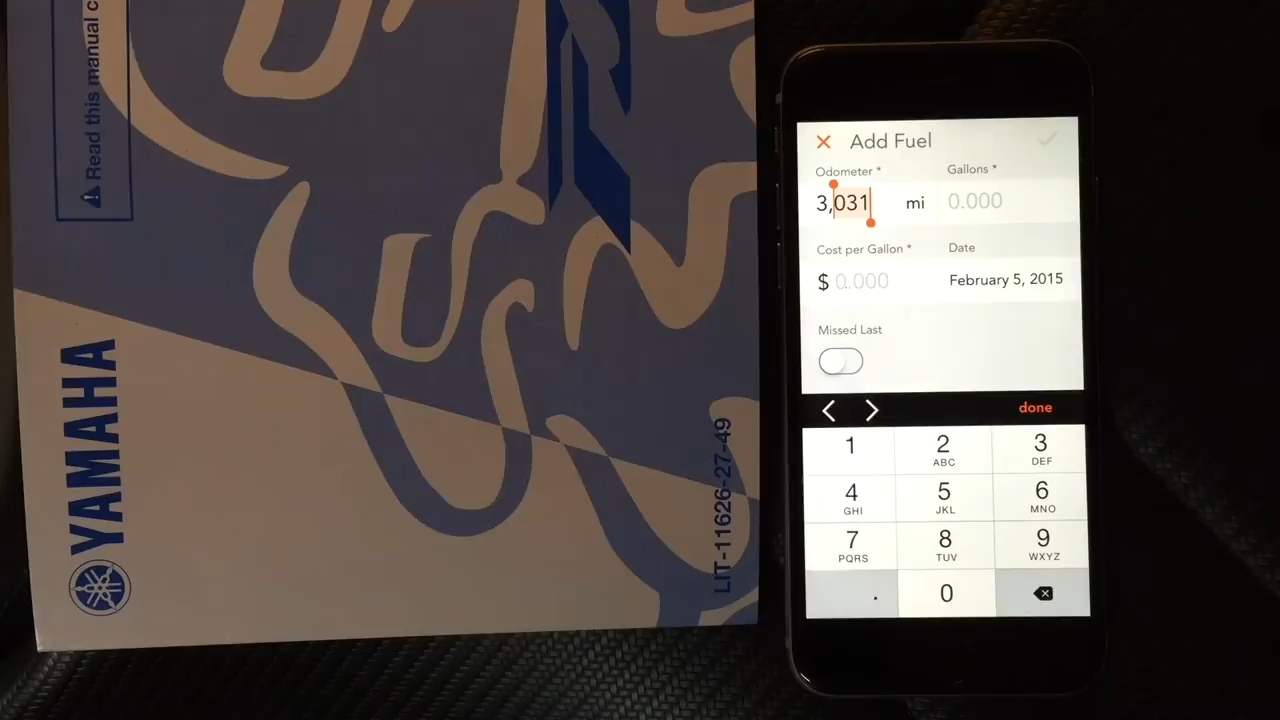 Read this manual c
YAMAHA
LIT-11626-27-49
Add Fuel
Odometer *
Gallons *
3,031 mi
0.000
Cost per Gallon *
Date
$ 0.000
February 5, 2015
Missed Last
done
1
2
3
ABC
DEF
4
5
6
GHI
JKL
MNO
7
8
9
PQRS
TUV
WXYZ
.
0